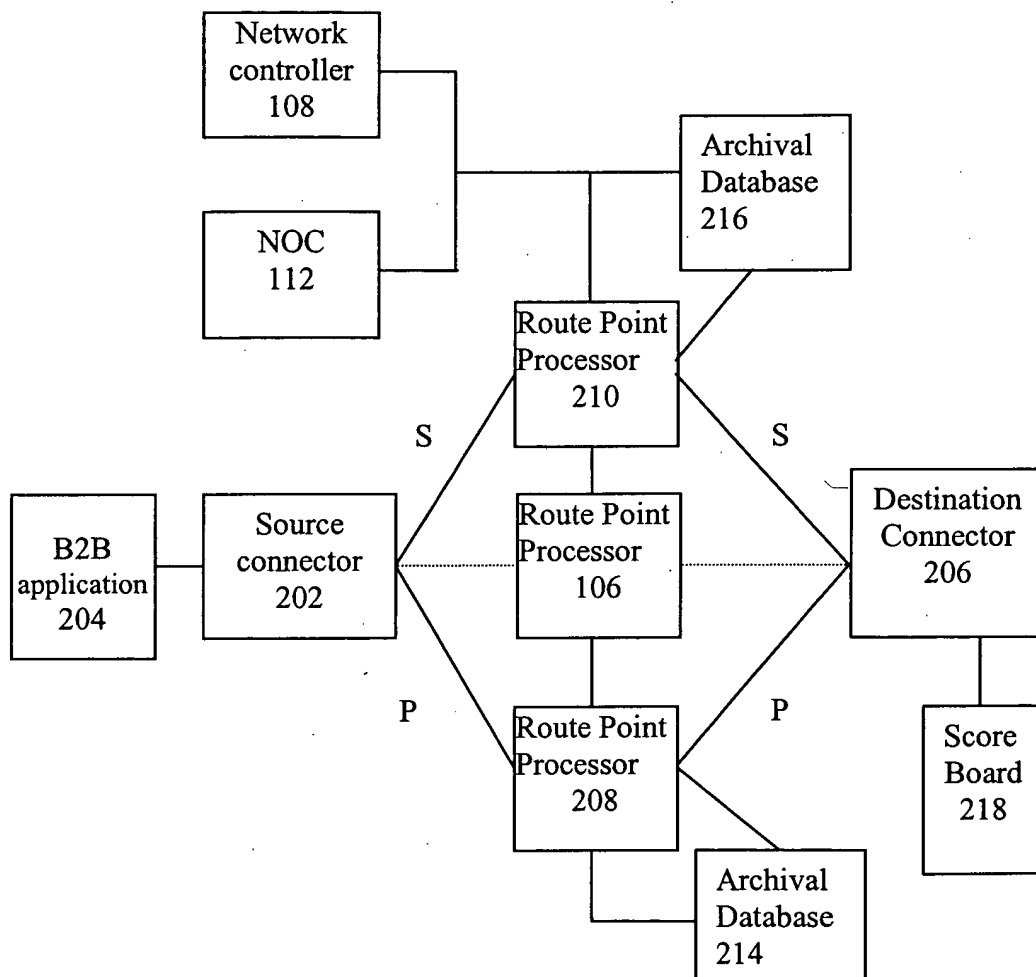 Network
controller
108
Archival
Database
216
NOC
112
Route Point
Processor
210
S
S
B2B
application
204
Source
connector
202
Route Point
Processor
106
Destination
Connector
206
P
P
Route Point
Processor
208
Score
Board
218
Archival
Database
214